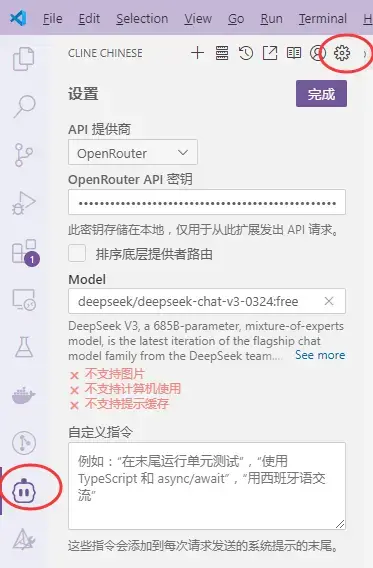 File Edit Selection View Go Run Terminal H
CLINE CHINESE
设置
完成
API 提供商
OpenRouter
OpenRouter API 密钥
••••••••••••••••••••••••••••••••••••••••••••••••
此密钥存储在本地，仅用于从此扩展发出 API 请求。
排序底层提供者路由
Model
deepseek/deepseek-chat-v3-0324:free
DeepSeek V3, a 685B-parameter, mixture-of-experts
model, is the latest iteration of the flagship chat
model family from the DeepSeek team.... See more
不支持图片
不支持计算机使用
不支持提示缓存
自定义指令
例如：“在末尾运行单元测试”，“使用
TypeScript 和 async/await”，“用西班牙语交
流”
这些指令会添加到每次请求发送的系统提示的末尾。
1